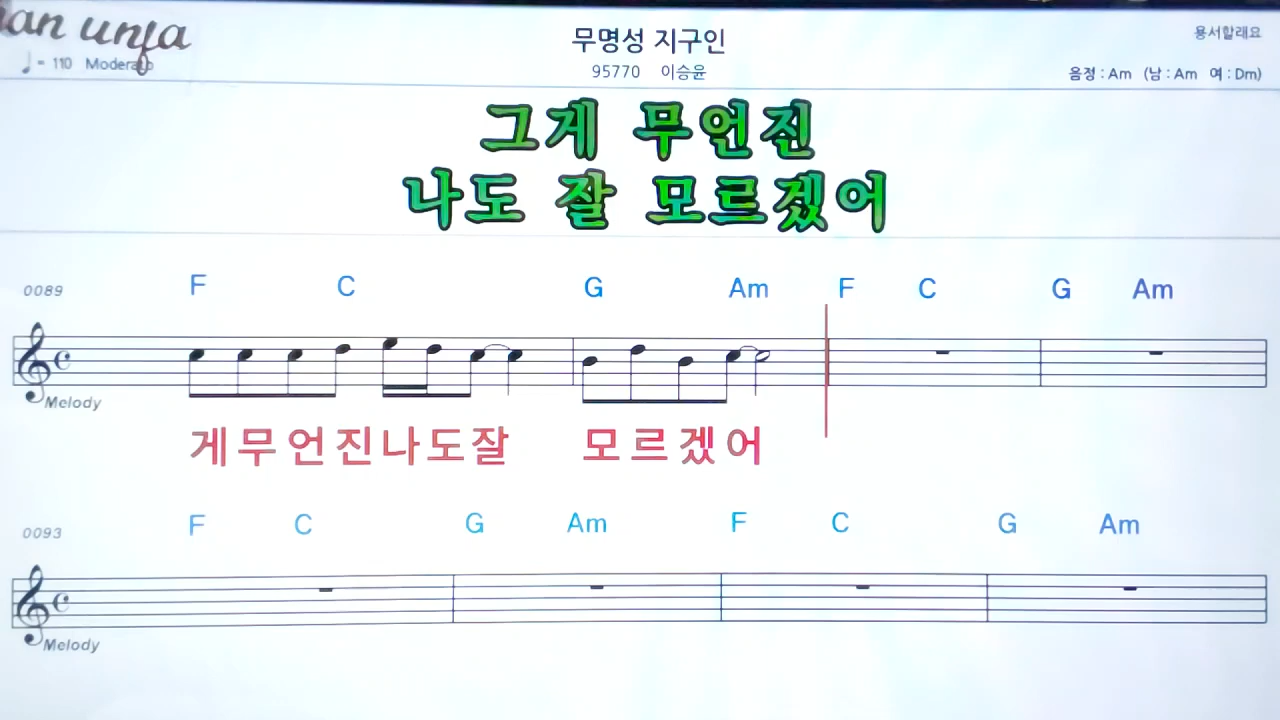 an unfa
♩ = 110 Moderato
무명성 지구인
95770 이승윤
용서할래요
음정 : Am (남 : Am 여 : Dm)
그게 무언진
나도 잘 모르겠어
0089 F C G Am F C G Am
Melody
게무언진나도잘 모르겠어
0093 F C G Am F C G Am
Melody